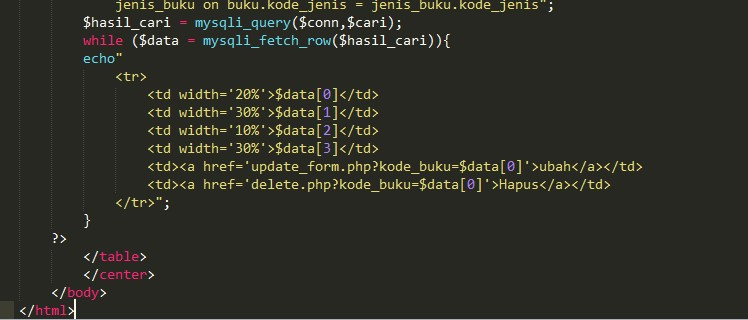 jenis_buku on buku.kode_jenis = jenis_buku.kode_jenis";
$hasil_cari = mysqli_query($conn,$cari);
while ($data = mysqli_fetch_row($hasil_cari)){
echo"
<tr>
<td width='20%'>$data[0]</td>
<td width='30%'>$data[1]</td>
<td width='10%'>$data[2]</td>
<td width='30%'>$data[3]</td>
<td><a href='update_form.php?kode_buku=$data[0]'>ubah</a></td>
<td><a href='delete.php?kode_buku=$data[0]'>Hapus</a></td>
</tr>";
}
?>
</table>
</center>
</body>
</html>